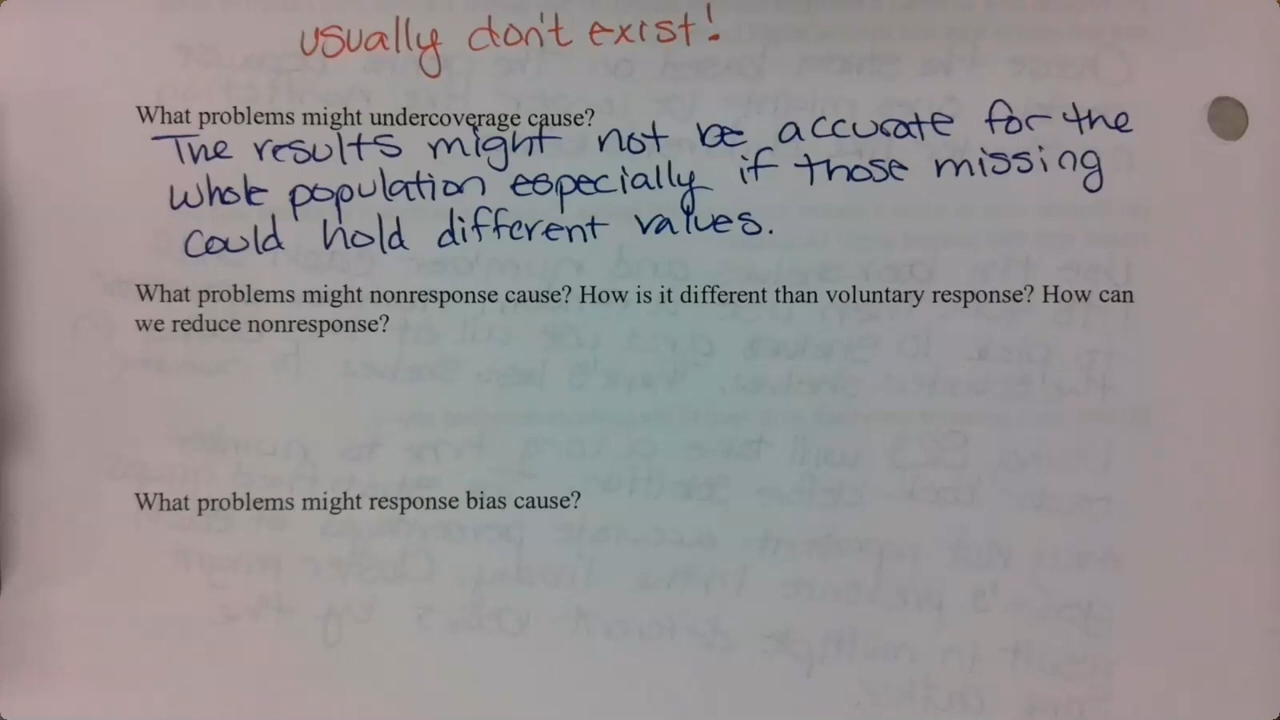 usually don't exist!
What problems might undercoverage cause?
The results might not be accurate for the
whole population especially if those missing
could hold different values.
What problems might nonresponse cause? How is it different than voluntary response? How can
we reduce nonresponse?
What problems might response bias cause?